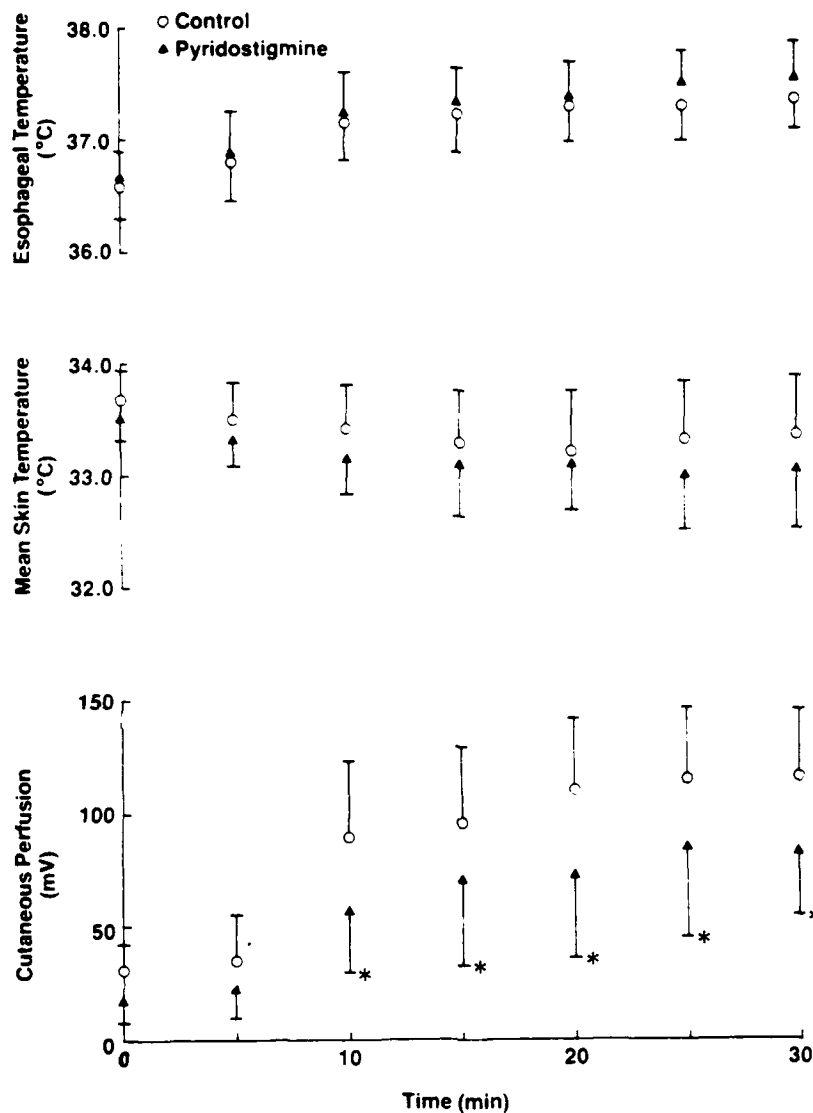 Control
Pyridostigmine
Esophageal Temperature
(°C)
38.0
37.0
36.0
Mean Skin Temperature
(°C)
34.0
33.0
32.0
Cutaneous Perfusion
(mV)
150
100
50
0
* * * * *
0 10 20 30
Time (min)